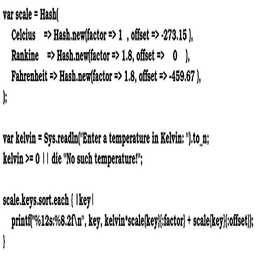 var scale = Hash(
Celcius => Hash.new(factor => 1 , offset => -273.15 ),
Rankine => Hash.new(factor => 1.8, offset => 0 ),
Fahrenheit => Hash.new(factor => 1.8, offset => -459.67 ),
);
var kelvin = Sys.readln("Enter a temperature in Kelvin: ").to_n;
kelvin >= 0 || die "No such temperature!";
scale.keys.sort.each { |key|
printf("%12s:%8.2f\n", key, kelvin*scale{key}{:factor} + scale{key}{:offset});
}